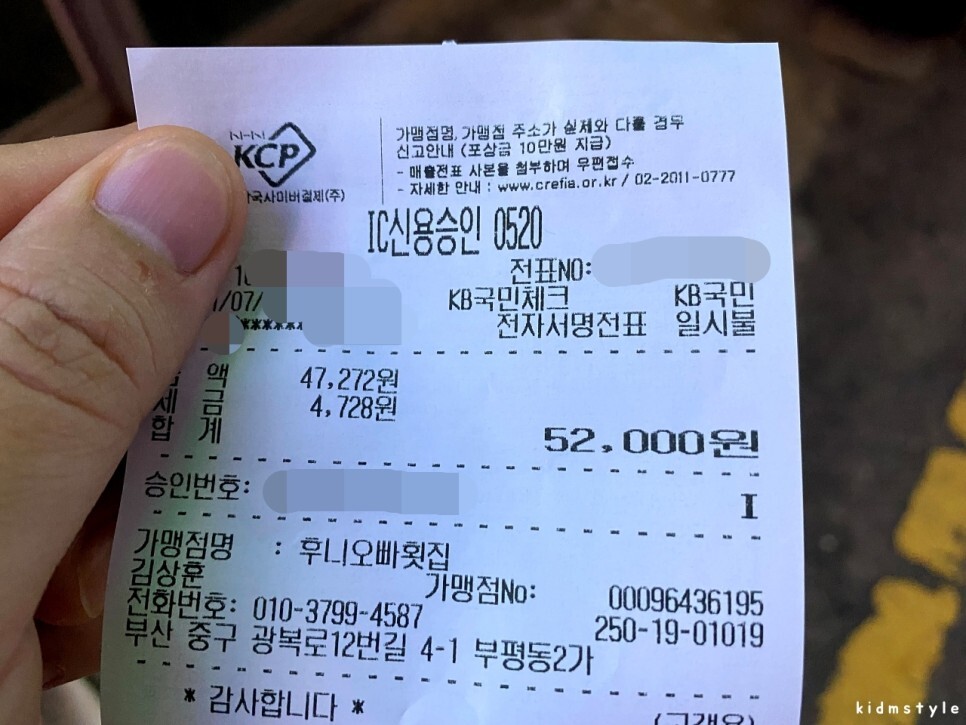 KCP
한국사이버결제(주)
가맹점명, 가맹점 주소가 실제와 다를 경우
신고안내 (포상금 10만원 지급)
- 매출전표 사본을 첨부하며 우편접수
- 자세한 안내 : www.crefia.or.kr / 02-2011-0777
IC신용승인 0520
전표NO:
/07/
KB국민체크 KB국민
*******
전자서명전표 일시불
액 47,272원
세 금 4,728원
합 계 52,000원
승인번호: I
가맹점명 : 후니오빠횟집
김상훈 가맹점No: 00096436195
전화번호: 010-3799-4587 250-19-01019
부산 중구 광복로12번길 4-1 부평동2가
* 감사합니다 * (고객용)
kidmstyle